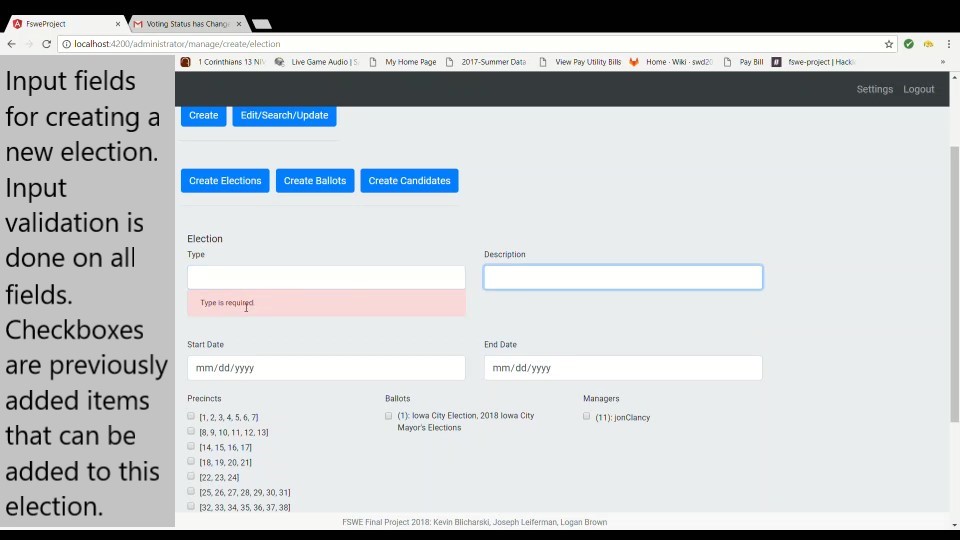 FsweProject
Voting Status has Chang
localhost:4200/administrator/manage/create/election
1 Corinthians 13 NI
Live Game Audio | S
My Home Page
2017-Summer Data
View Pay Utility Bills
Home · Wiki · swd2
Pay Bill
fswe-project | Hack
»
Input fields
for creating a
new election.
Input
validation is
done on all
fields.
Checkboxes
are previously
added items
that can be
added to this
election.
Settings Logout
Create Edit/Search/Update
Create Elections Create Ballots Create Candidates
Election
Type Description
Type is required.
Start Date End Date
mm/dd/yyyy mm/dd/yyyy
Precincts Ballots Managers
[1, 2, 3, 4, 5, 6, 7]
[8, 9, 10, 11, 12, 13]
[14, 15, 16, 17]
[18, 19, 20, 21]
[22, 23, 24]
[25, 26, 27, 28, 29, 30, 31]
[32, 33, 34, 35, 36, 37, 38]
(1): Iowa City Election, 2018 Iowa City
Mayor's Elections
(11): jonClancy
FSWE Final Project 2018: Kevin Blicharski, Joseph Leiferman, Logan Brown